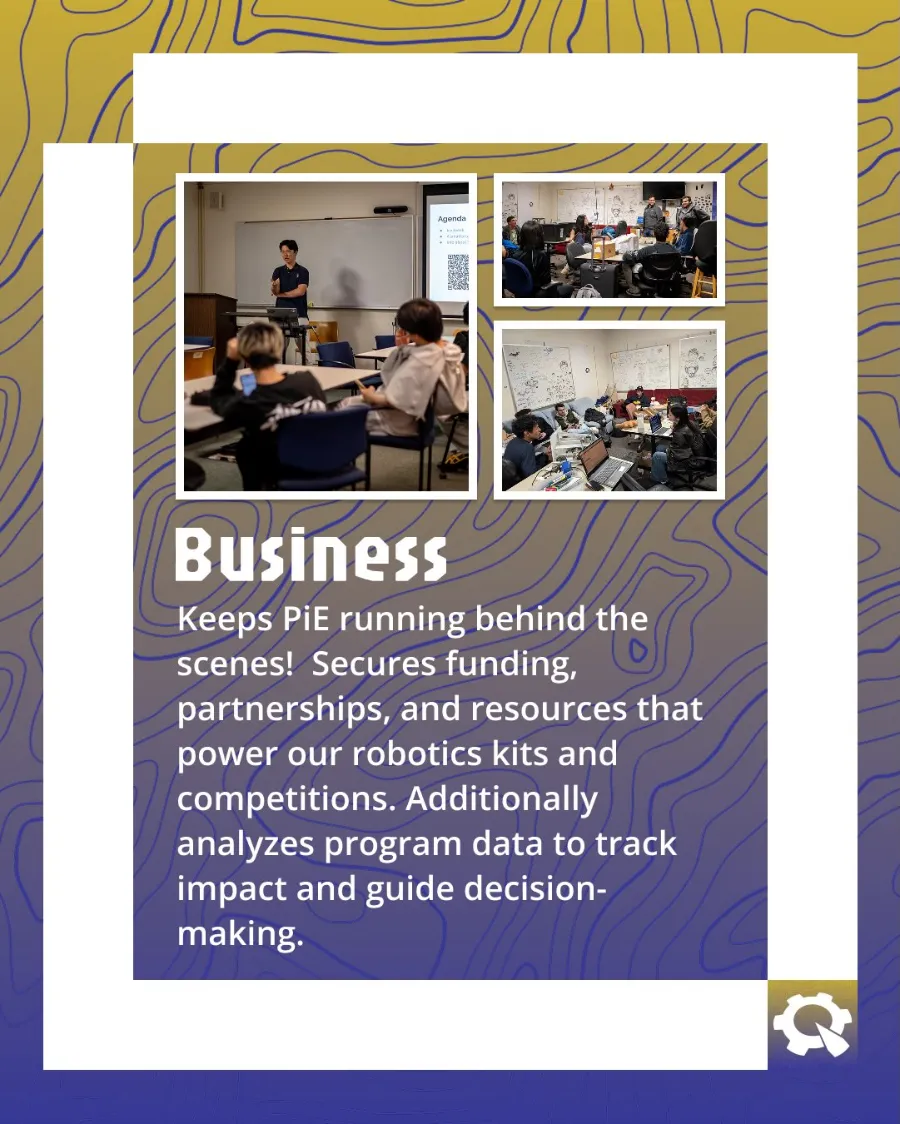 Agenda
Business
Keeps PiE running behind the
scenes!  Secures funding,
partnerships, and resources that
power our robotics kits and
competitions. Additionally
analyzes program data to track
impact and guide decision-
making.